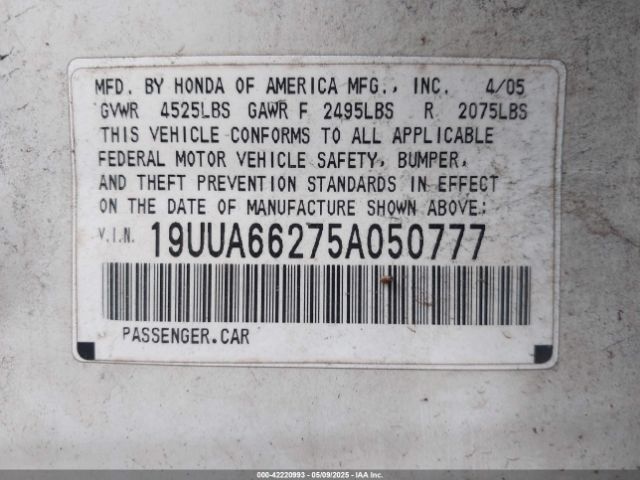 MFD. BY HONDA OF AMERICA MFG., INC. 4/05
GVWR 4525LBS GAWR F 2495LBS R 2075LBS
THIS VEHICLE CONFORMS TO ALL APPLICABLE
FEDERAL MOTOR VEHICLE SAFETY, BUMPER,
AND THEFT PREVENTION STANDARDS IN EFFECT
ON THE DATE OF MANUFACTURE SHOWN ABOVE:
V.I.N. 19UUA66275A050777
PASSENGER.CAR
000-42220993 | 05/09/2025 | IAA Inc.